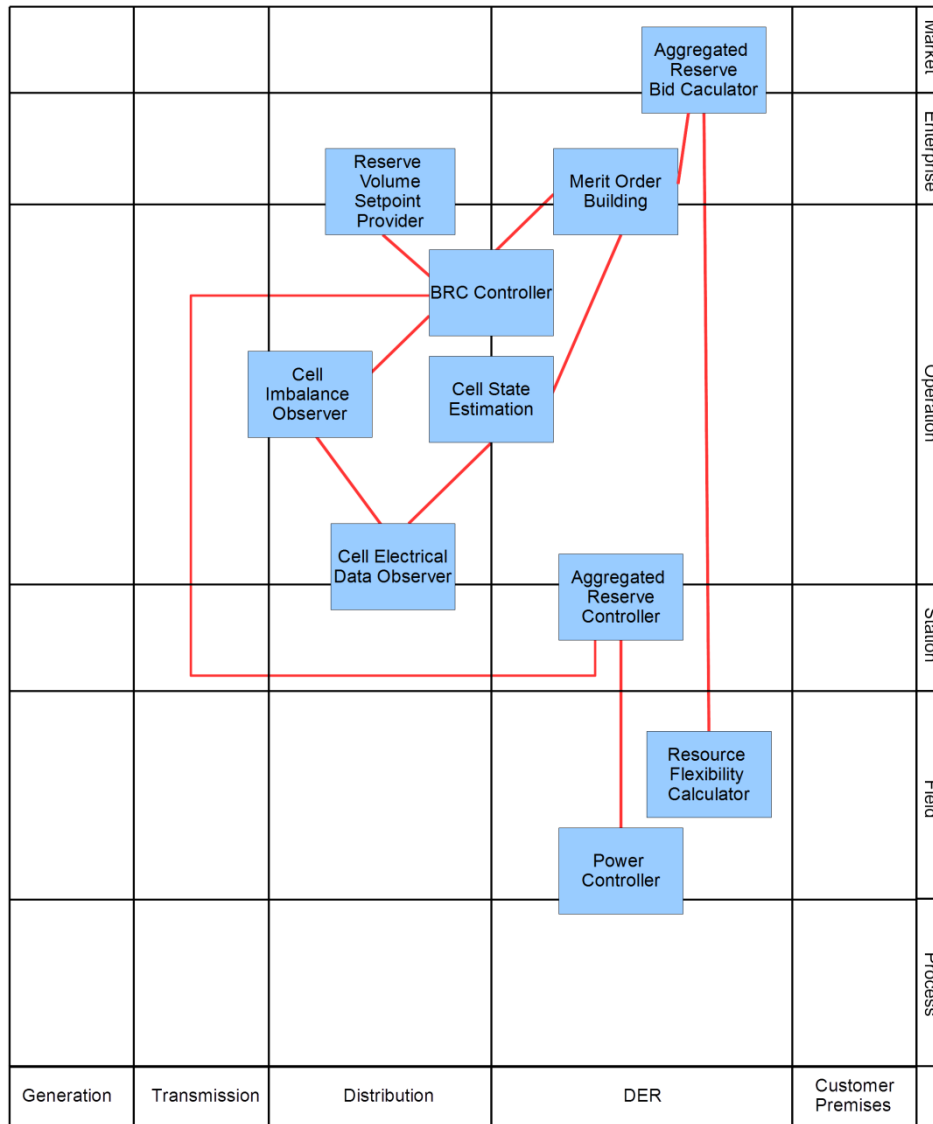 Market
Aggregated
Reserve
Bid Caculator
Enterprise
Reserve
Volume
Setpoint
Provider
Merit Order
Building
BRC Controller
Operation
Cell
Imbalance
Observer
Cell State
Estimation
Cell Electrical
Data Observer
Aggregated
Reserve
Controller
Station
Resource
Flexibility
Calculator
Field
Power
Controller
Process
Generation
Transmission
Distribution
DER
Customer
Premises